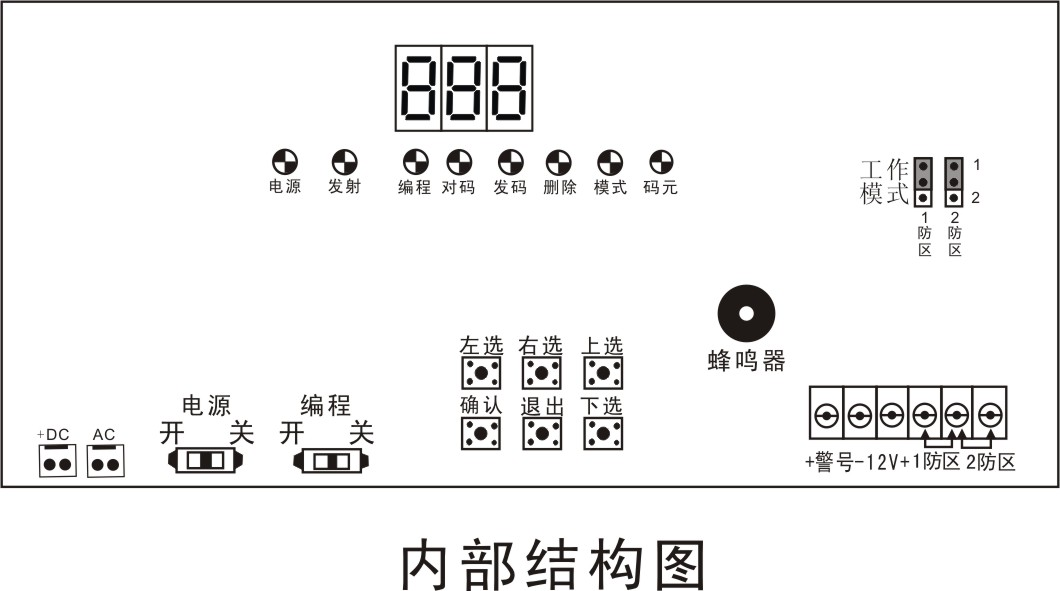 888
电源 发射 编程 对码 发码 删除 模式 码元
工作 1
模式 2
1防区 2防区
蜂鸣器
左选 右选 上选
确认 退出 下选
电源 编程
开 关 开 关
+DC AC
+警号-12V+1防区 2防区
内部结构图